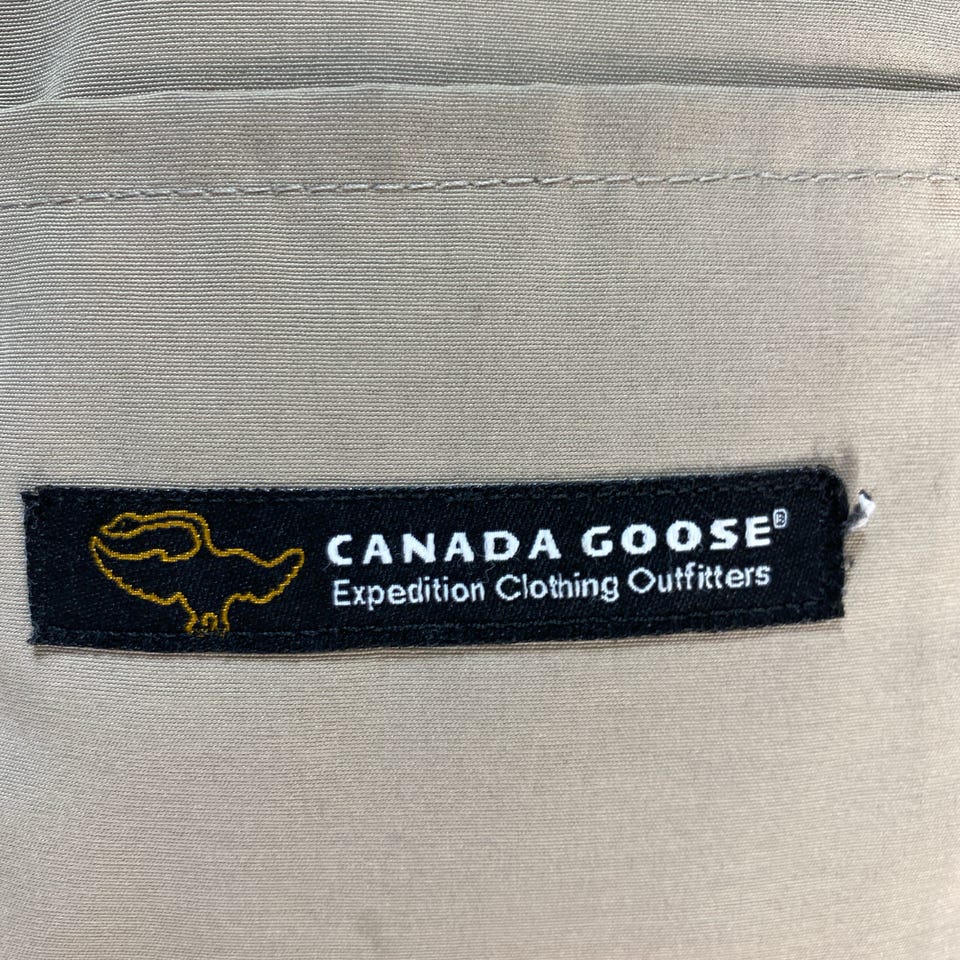 CANADA GOOSE®
Expedition Clothing Outfitters